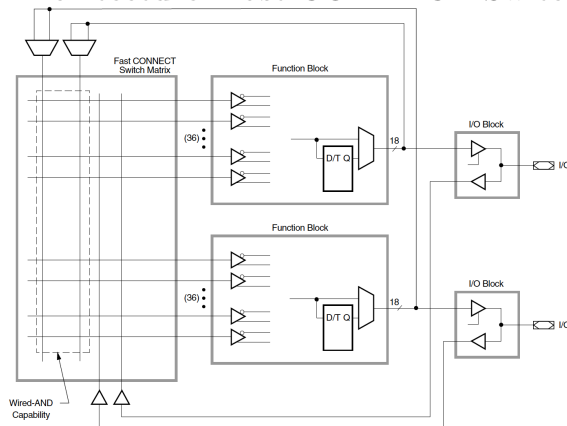 Fast CONNECT
Switch Matrix
Function Block
(36)
D/T Q
18
I/O Block
I/O
Function Block
(36)
D/T Q
18
I/O Block
I/O
Wired-AND
Capability